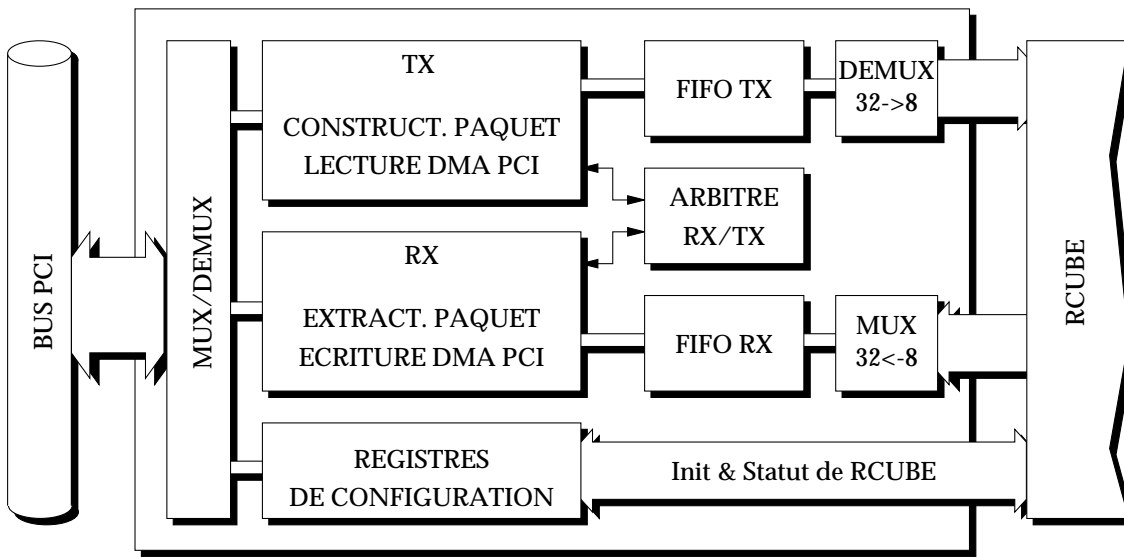 BUS PCI
MUX/DEMUX
TX
CONSTRUCT. PAQUET
LECTURE DMA PCI
FIFO TX
DEMUX
32->8
ARBITRE
RX/TX
RX
EXTRACT. PAQUET
ECRITURE DMA PCI
FIFO RX
MUX
32<-8
REGISTRES
DE CONFIGURATION
Init & Statut de RCUBE
RCUBE